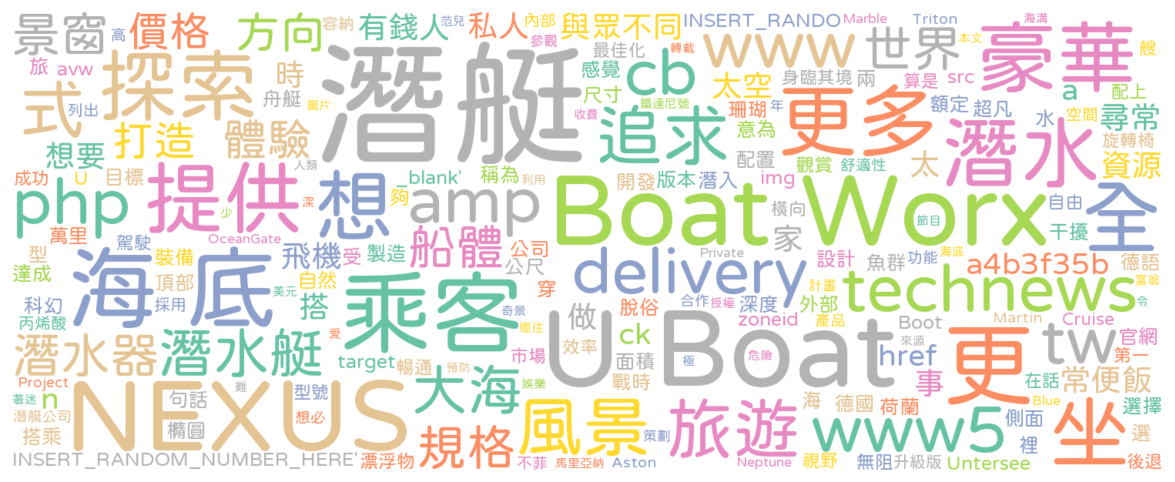 景窗 價格 高 方向 容納 有錢人 范兒 私人 內部 與眾不同 INSERT_RANDO Marble Triton 海溝
旅 avw 探索 時 潛艇 參觀 最佳化 轉載 www 世界 本文 豪華 艘
式 列出 舟艇 圖片 感覺 尺寸 cb 鐵達尼號 收費 太空 身臨其境 兩 算是 src a 配上
想要 打造 體驗 人類 追求 珊瑚 年 意為 更多 額定 超凡 水 空間 尋常 旋轉椅
成功 U 目標 提供 想 _blank' 稱為 夠 利用 配置 觀賞 舒適性 太 潛水 資源
php 少 深 amp 開發 版本 潛入 img 橫向 Boat Worx 節目 自由 全
萬里 OceanGate 船體 公司 家 魚群 功能 海底 干擾
型 駕駛 裝備 飛機 受 製造 公尺 Private 設計 a4b3f35b 德語
達成 海底 頂部 自然 搭 乘客 穿 delivery 計畫 外部 technews 富翁 令
科幻 採用 美元 奇景 脫俗 合作 授權 深度 產品
丙烯酸 愛 嚮往 做 U Boat zoneid Boot Martin Cruise 官網
潛水器 潛水艇 target 暢通 預防 市場 效率 ck 面積 極 危險 來源 href 更 tw 第一
Project 著迷 n NEXUS 難 型號 大海 娛樂 戰時 事 Blue 在話 常便飯
潛艇公司 句話 想必 海 德國 荷蘭 側面 選擇
搭乘 橢圓 規格 風景 策劃 旅遊 www5 裡 選 坐
INSERT_RANDOM_NUMBER_HERE' 漂浮物 不菲 馬里亞納 Aston Neptune 視野 無阻 升級版 Untersee 後退